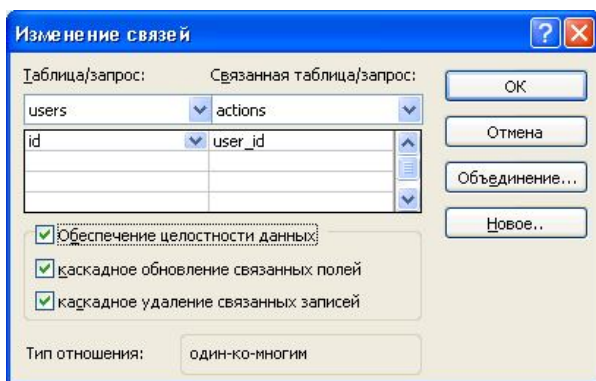 Изменение связей
Таблица/запрос: Связанная таблица/запрос:
users actions
id user_id
Обеспечение целостности данных
каскадное обновление связанных полей
каскадное удаление связанных записей
Тип отношения: один-ко-многим
ОК
Отмена
Объединение...
Новое..